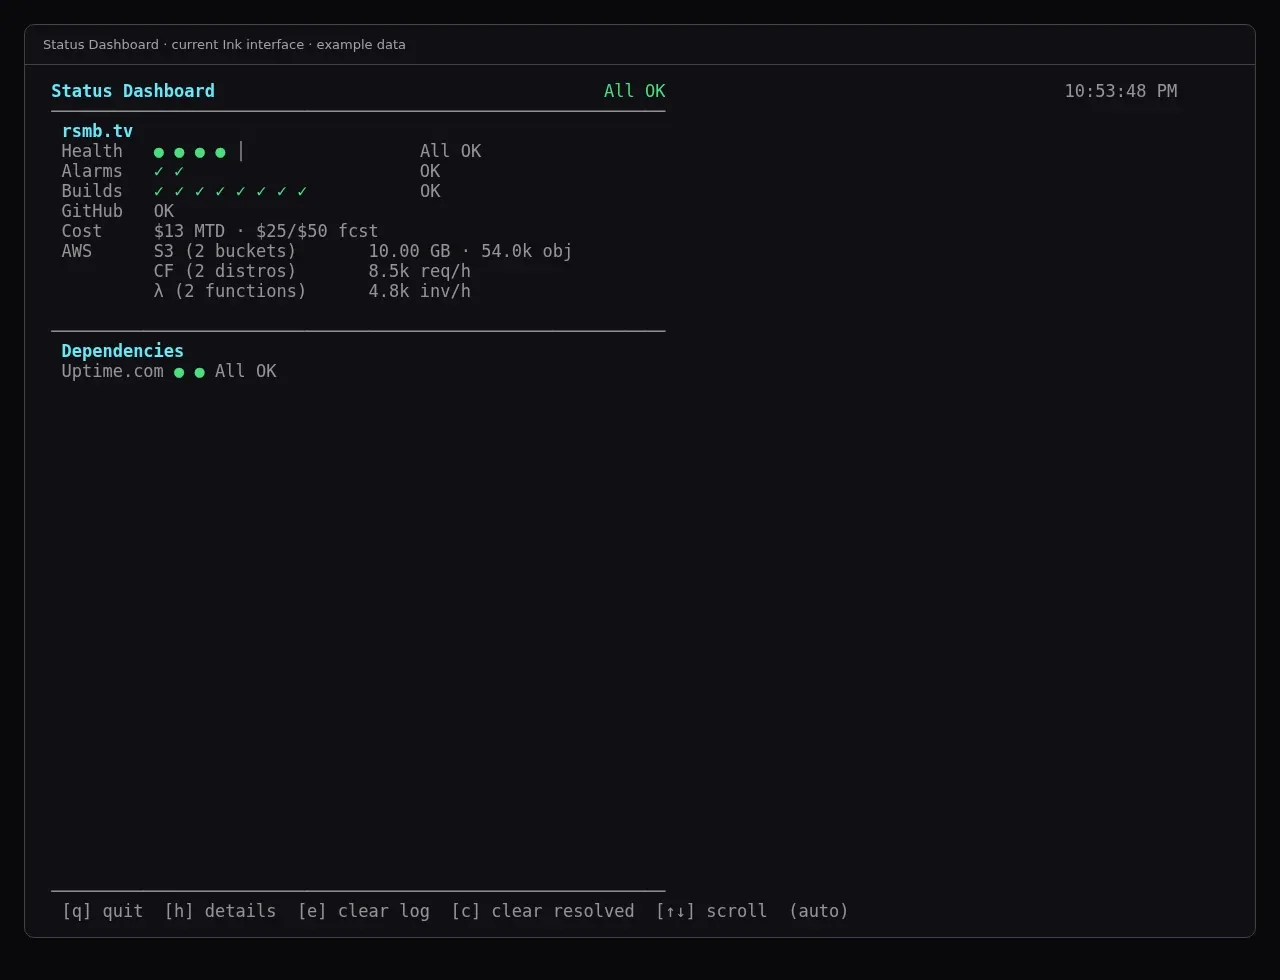 Status Dashboard · current Ink interface · example data
Status Dashboard All OK 10:53:48 PM
rsmb.tv
Health ● ● ● ● │ All OK
Alarms ✓ ✓ OK
Builds ✓ ✓ ✓ ✓ ✓ ✓ ✓ ✓ OK
GitHub OK
Cost $13 MTD · $25/$50 fcst
AWS S3 (2 buckets) 10.00 GB · 54.0k obj
CF (2 distros) 8.5k req/h
λ (2 functions) 4.8k inv/h
Dependencies
Uptime.com ● ● All OK
[q] quit [h] details [e] clear log [c] clear resolved [↑↓] scroll (auto)